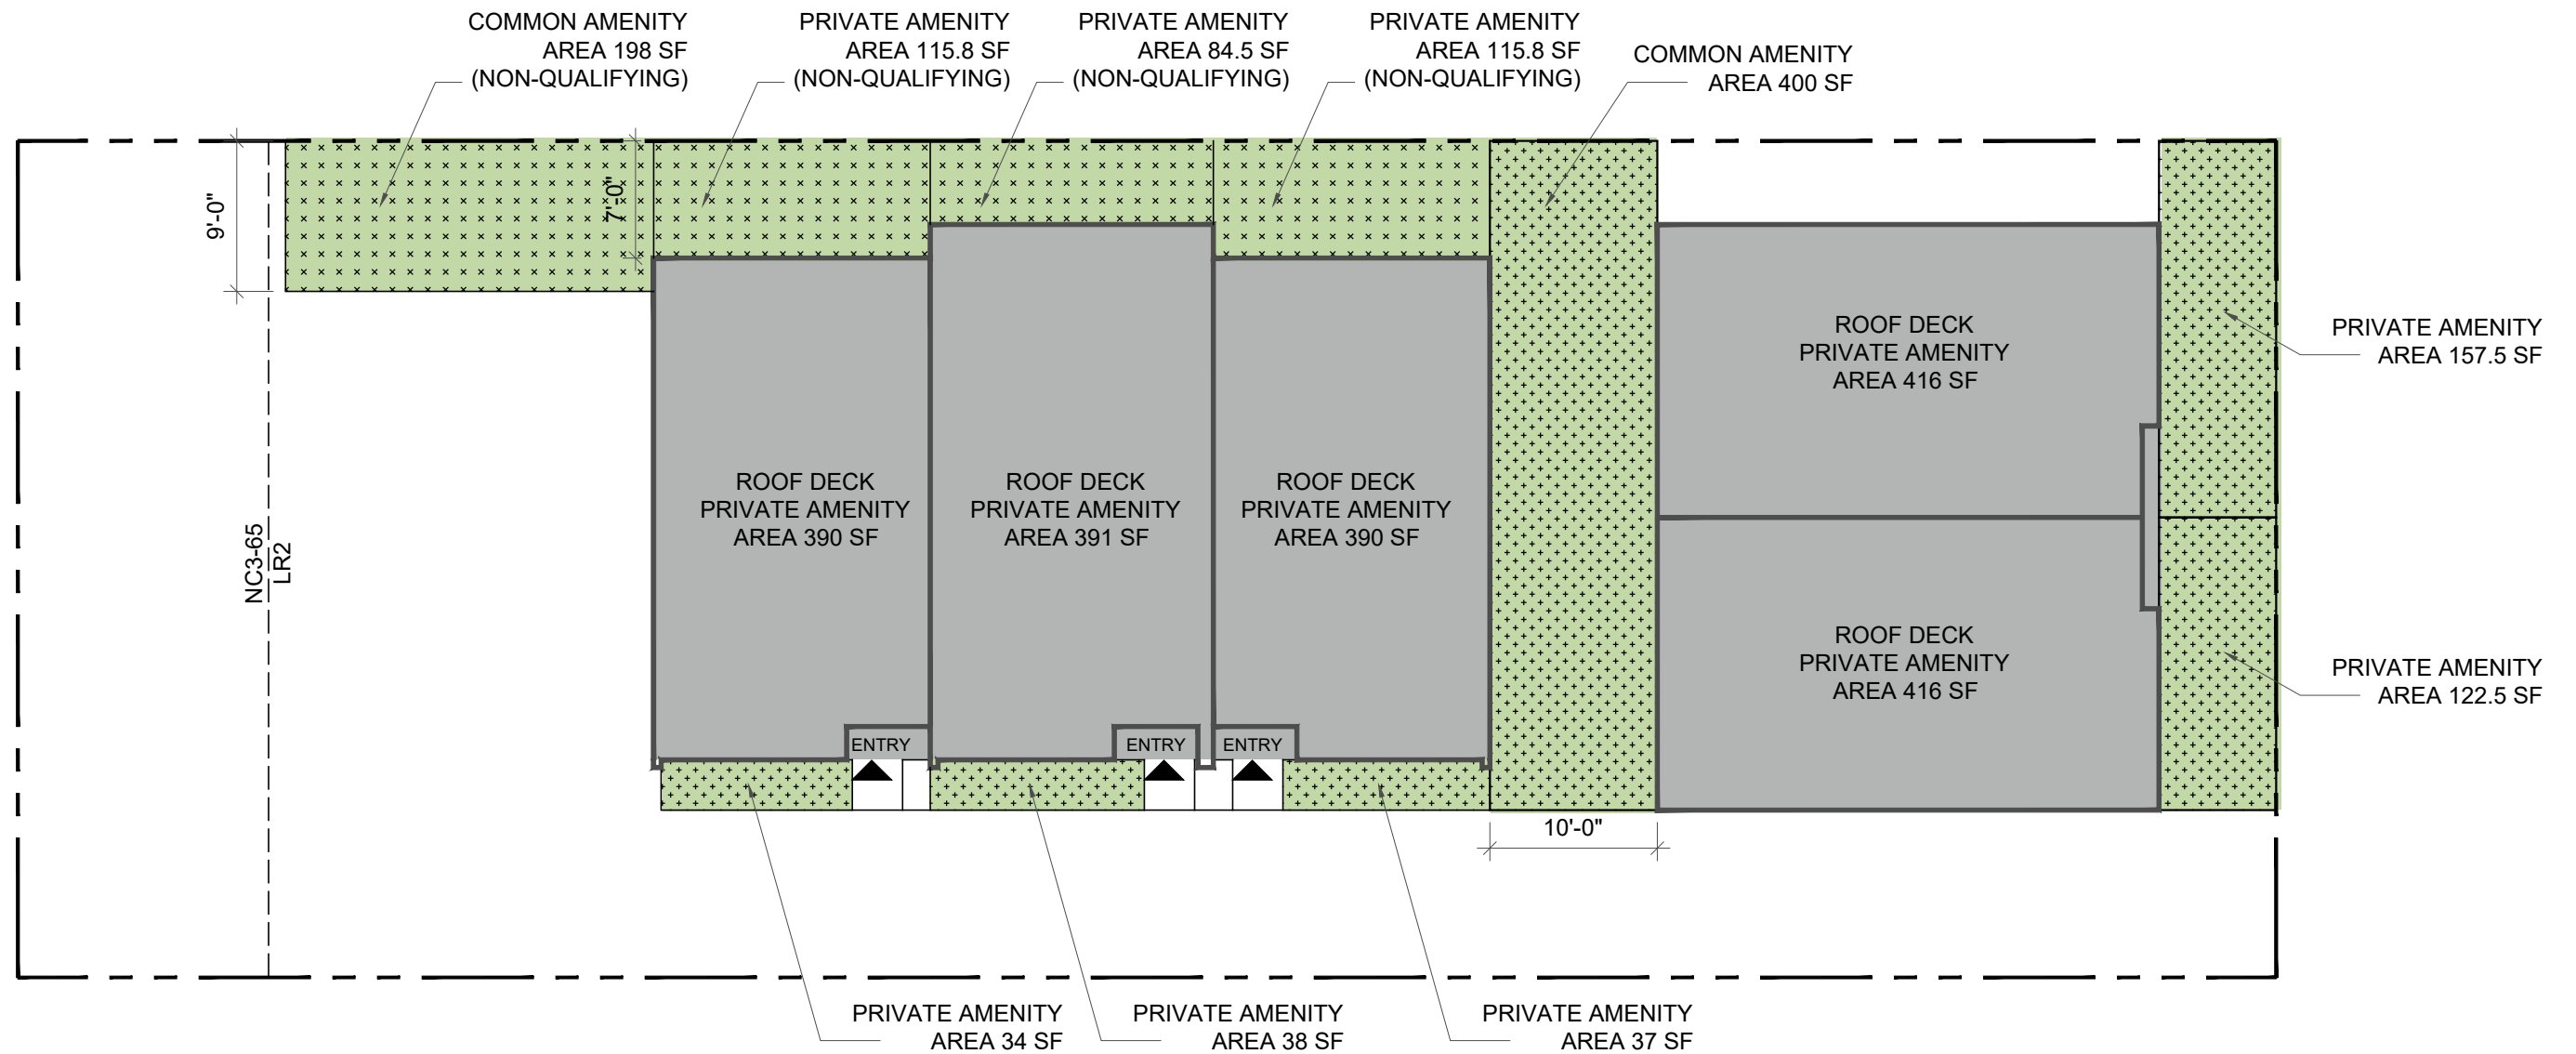 COMMON AMENITY
AREA 198 SF
(NON-QUALIFYING)
PRIVATE AMENITY
AREA 115.8 SF
(NON-QUALIFYING)
PRIVATE AMENITY
AREA 84.5 SF
(NON-QUALIFYING)
PRIVATE AMENITY
AREA 115.8 SF
(NON-QUALIFYING)
COMMON AMENITY
AREA 400 SF
9'-0"
7'-0"
NC3-65
LR2
ROOF DECK
PRIVATE AMENITY
AREA 390 SF
ROOF DECK
PRIVATE AMENITY
AREA 391 SF
ROOF DECK
PRIVATE AMENITY
AREA 390 SF
ROOF DECK
PRIVATE AMENITY
AREA 416 SF
PRIVATE AMENITY
AREA 157.5 SF
ROOF DECK
PRIVATE AMENITY
AREA 416 SF
PRIVATE AMENITY
AREA 122.5 SF
ENTRY
ENTRY
ENTRY
10'-0"
PRIVATE AMENITY
AREA 34 SF
PRIVATE AMENITY
AREA 38 SF
PRIVATE AMENITY
AREA 37 SF